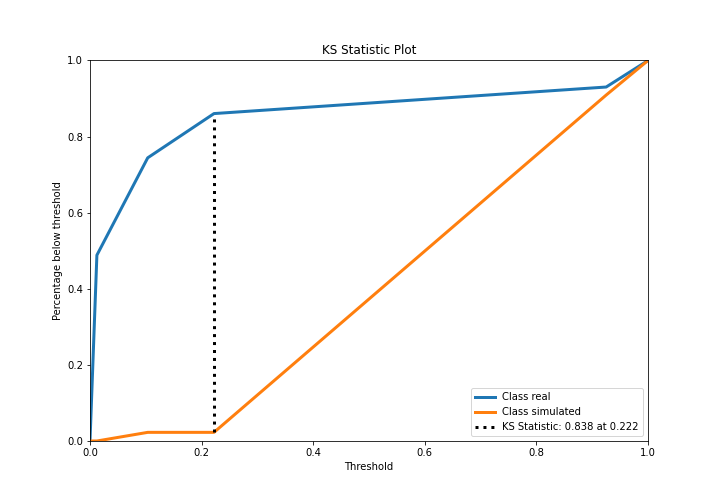 KS Statistic Plot
1.0
0.8
0.6
0.4
0.2
0.0
Percentage below threshold
0.0 0.2 0.4 0.6 0.8 1.0
Threshold
Class real
Class simulated
KS Statistic: 0.838 at 0.222